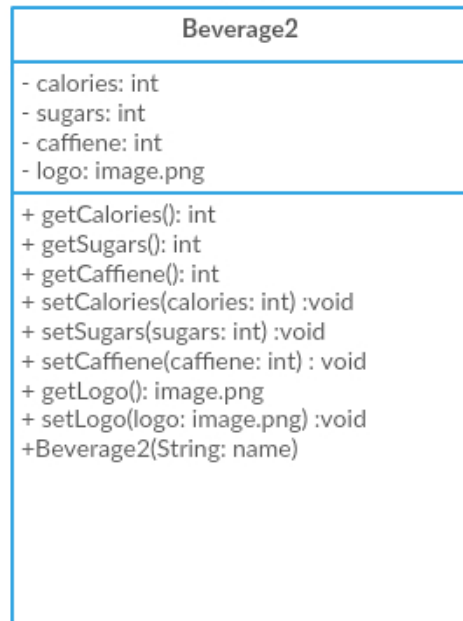 Beverage2
- calories: int
- sugars: int
- caffiene: int
- logo: image.png
+ getCalories(): int
+ getSugars(): int
+ getCaffiene(): int
+ setCalories(calories: int) :void
+ setSugars(sugars: int) :void
+ setCaffiene(caffiene: int) : void
+ getLogo(): image.png
+ setLogo(logo: image.png) :void
+Beverage2(String: name)